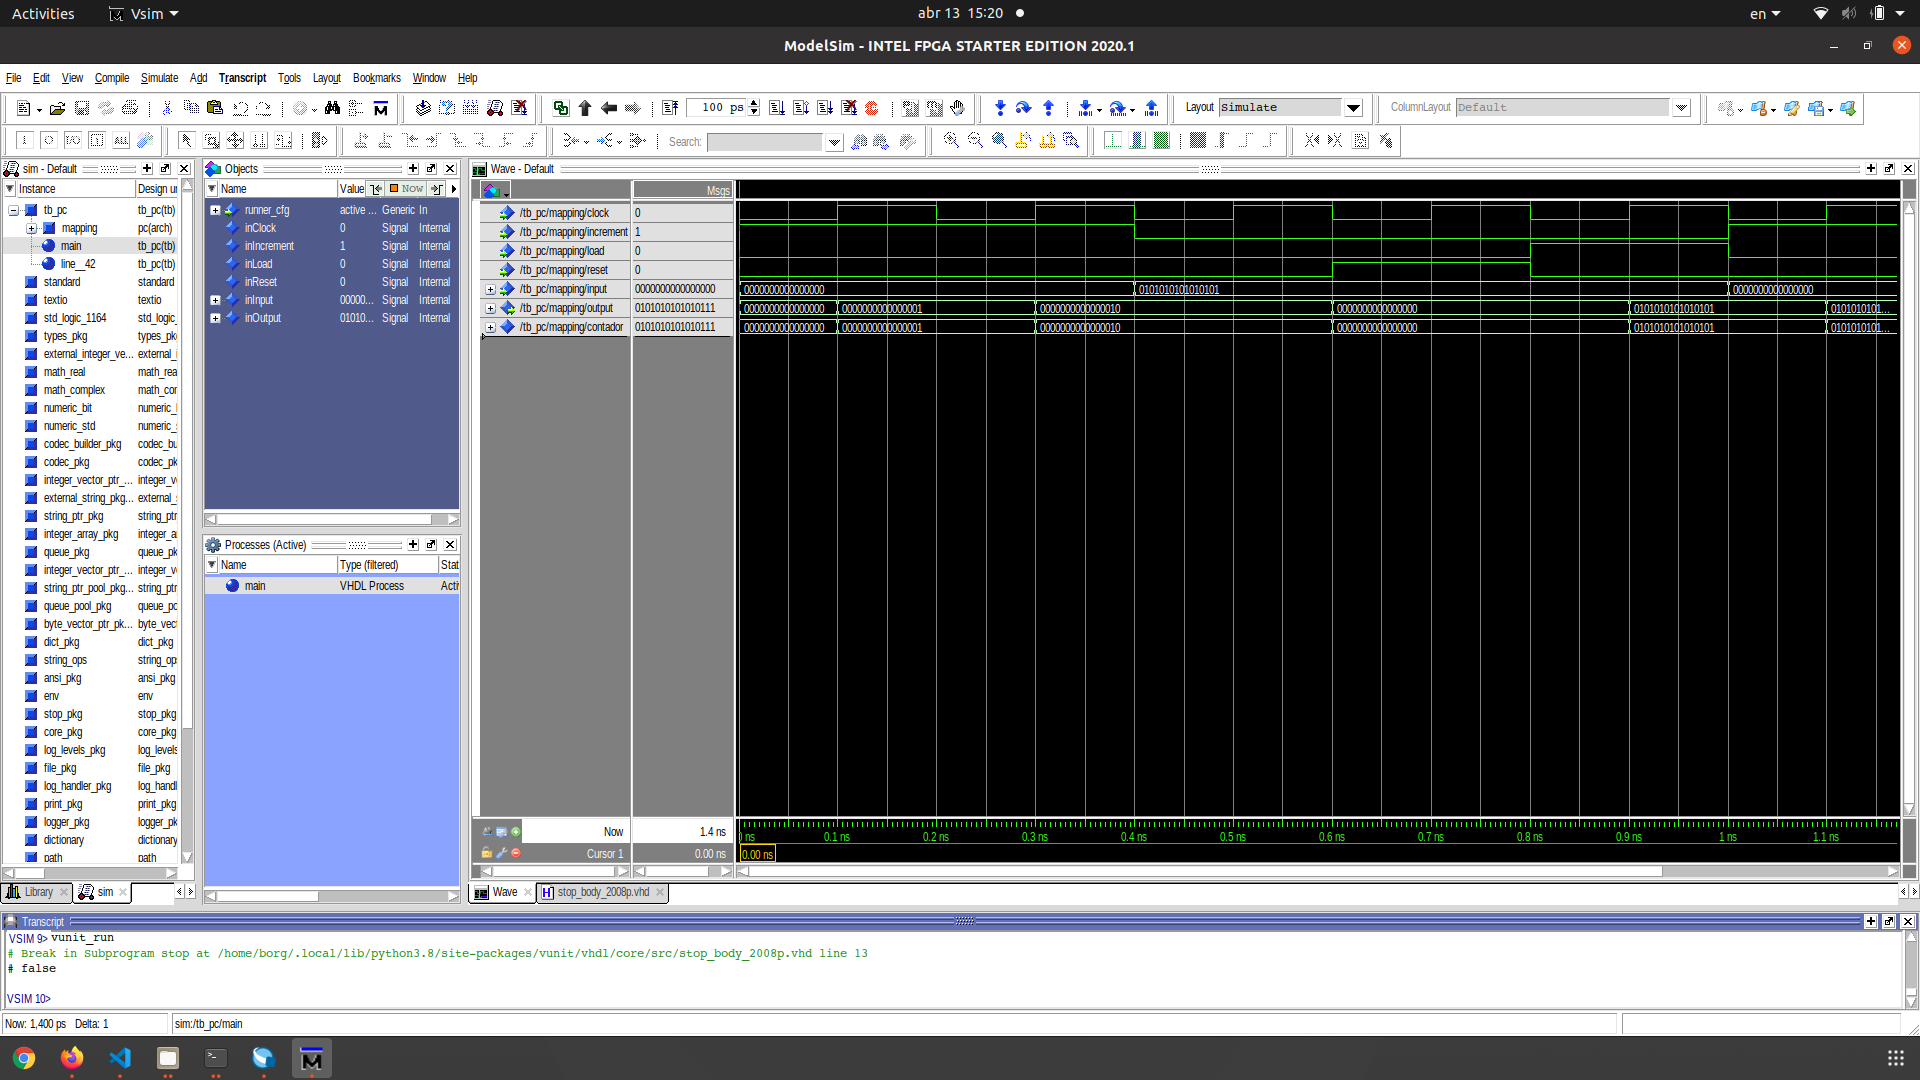 Activities
Vsim
abr 13 15:20
en
ModelSim - INTEL FPGA STARTER EDITION 2020.1
File Edit View Compile Simulate Add Transcript Tools Layout Bookmarks Window Help
100 ps
Layout Simulate
ColumnLayout Default
Search:
sim - Default
Instance Design u
tb_pc tb_pc(tb)
mapping pc(arch)
main tb_pc(tb)
line__42 tb_pc(tb)
standard standard
textio textio
std_logic_1164 std_logic_
types_pkg types_pk
external_integer_ve... external_i
math_real math_rea
math_complex math_cor
numeric_bit numeric_
numeric_std numeric_
codec_builder_pkg codec_bu
codec_pkg codec_pk
integer_vector_ptr_... integer_v
external_string_pkg... external_
string_ptr_pkg string_ptr
integer_array_pkg integer_a
queue_pkg queue_pk
integer_vector_ptr_... integer_v
string_ptr_pool_pkg... string_ptr
queue_pool_pkg queue_po
byte_vector_ptr_pk... byte_vect
dict_pkg dict_pkg
string_ops string_op
ansi_pkg ansi_pkg
env env
stop_pkg stop_pkg
core_pkg core_pkg
log_levels_pkg log_levels
file_pkg file_pkg
log_handler_pkg log_handl
print_pkg print_pkg
logger_pkg logger_pk
dictionary dictionary
path path
Library sim
Objects
Name Value Now
runner_cfg active ... Generic In
inClock 0 Signal Internal
inIncrement 1 Signal Internal
inLoad 0 Signal Internal
inReset 0 Signal Internal
inInput 00000... Signal Internal
inOutput 01010... Signal Internal
Processes (Active)
Name Type (filtered) Stat
main VHDL Process Acti
Wave - Default
Msgs
/tb_pc/mapping/clock 0
/tb_pc/mapping/increment 1
/tb_pc/mapping/load 0
/tb_pc/mapping/reset 0
/tb_pc/mapping/input 0000000000000000 0000000000000000 0101010101010101 0000000000000000
/tb_pc/mapping/output 0101010101010111 0000000000000000 0000000000000001 0000000000000010 0000000000000000 0101010101010101 0101010101...
/tb_pc/mapping/contador 0101010101010111 0000000000000000 0000000000000001 0000000000000010 0000000000000000 0101010101010101 0101010101...
Now 1.4 ns
ns 0.1 ns 0.2 ns 0.3 ns 0.4 ns 0.5 ns 0.6 ns 0.7 ns 0.8 ns 0.9 ns 1 ns 1.1 ns
Cursor 1 0.00 ns 0.00 ns
Wave stop_body_2008p.vhd
Transcript
VSIM 9> vunit_run
# Break in Subprogram stop at /home/borg/.local/lib/python3.8/site-packages/vunit/vhdl/core/src/stop_body_2008p.vhd line 13
# false
VSIM 10>
Now: 1,400 ps Delta: 1
sim:/tb_pc/main